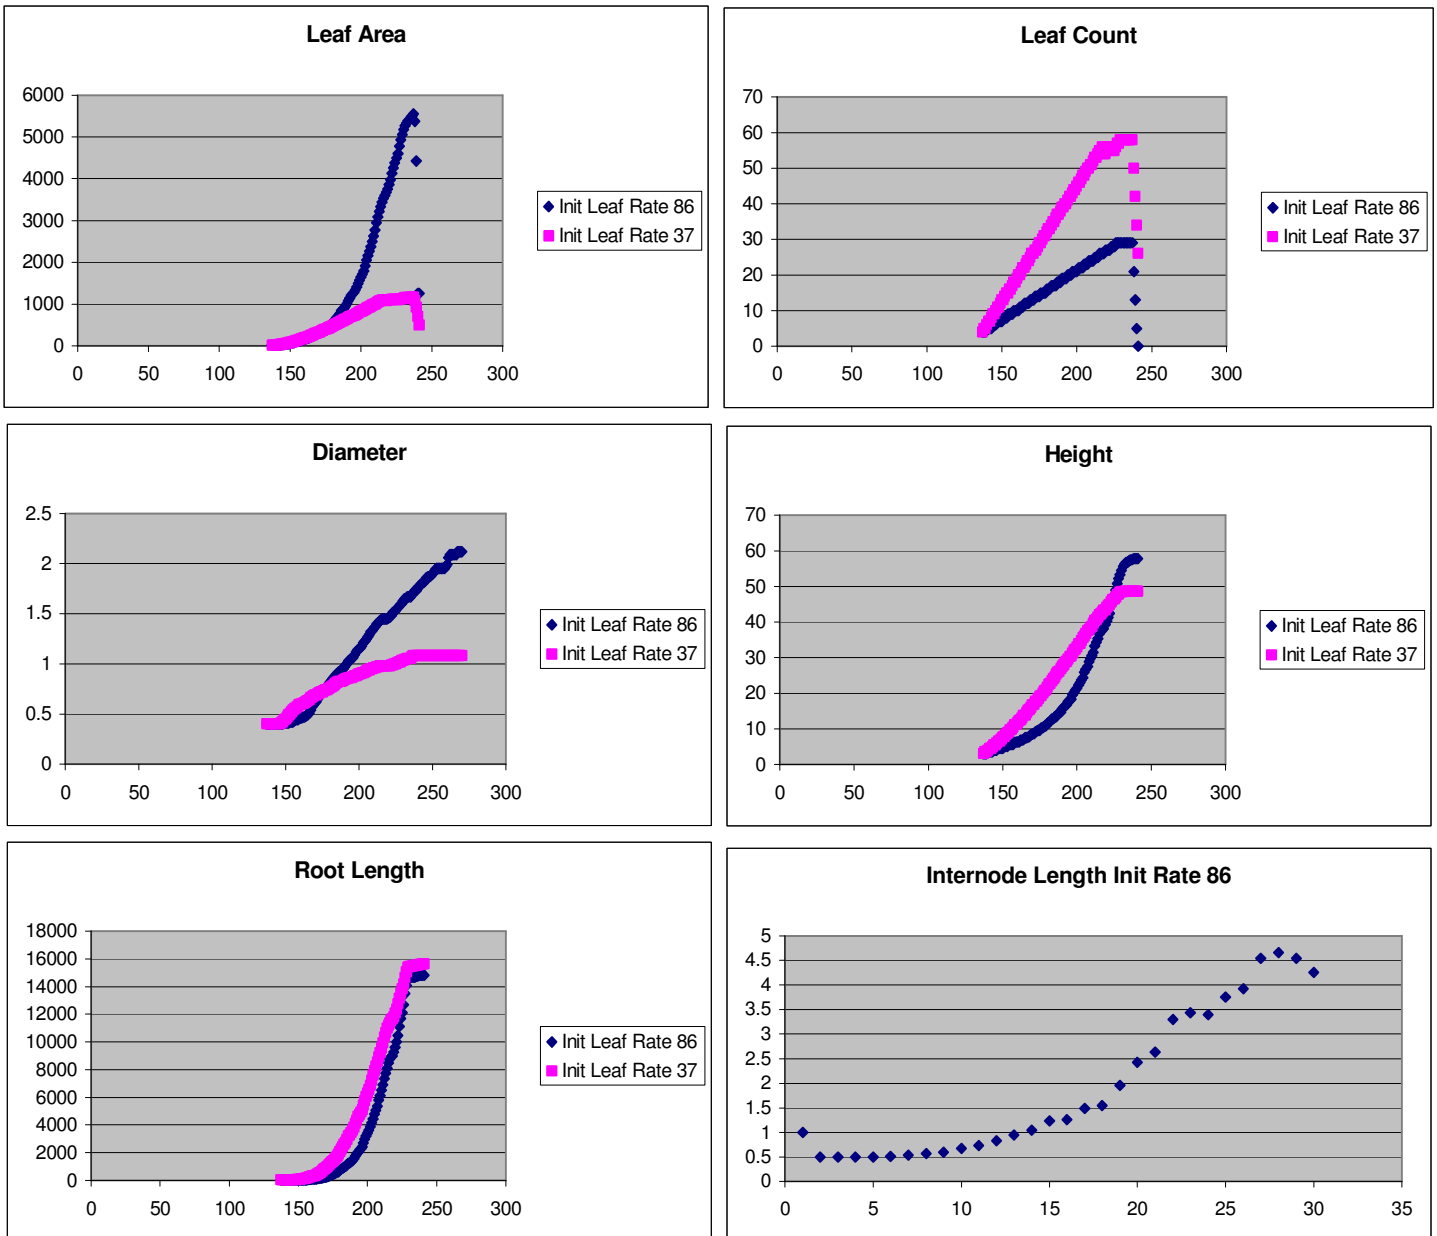 Leaf Area
6000
5000
4000
3000
2000
1000
0
0 50 100 150 200 250 300
Init Leaf Rate 86
Init Leaf Rate 37
Leaf Count
70
60
50
40
30
20
10
0
0 50 100 150 200 250 300
Init Leaf Rate 86
Init Leaf Rate 37
Diameter
2.5
2
1.5
1
0.5
0
0 50 100 150 200 250 300
Init Leaf Rate 86
Init Leaf Rate 37
Height
70
60
50
40
30
20
10
0
0 50 100 150 200 250 300
Init Leaf Rate 86
Init Leaf Rate 37
Root Length
18000
16000
14000
12000
10000
8000
6000
4000
2000
0
0 50 100 150 200 250 300
Init Leaf Rate 86
Init Leaf Rate 37
Internode Length Init Rate 86
5
4.5
4
3.5
3
2.5
2
1.5
1
0.5
0
0 5 10 15 20 25 30 35